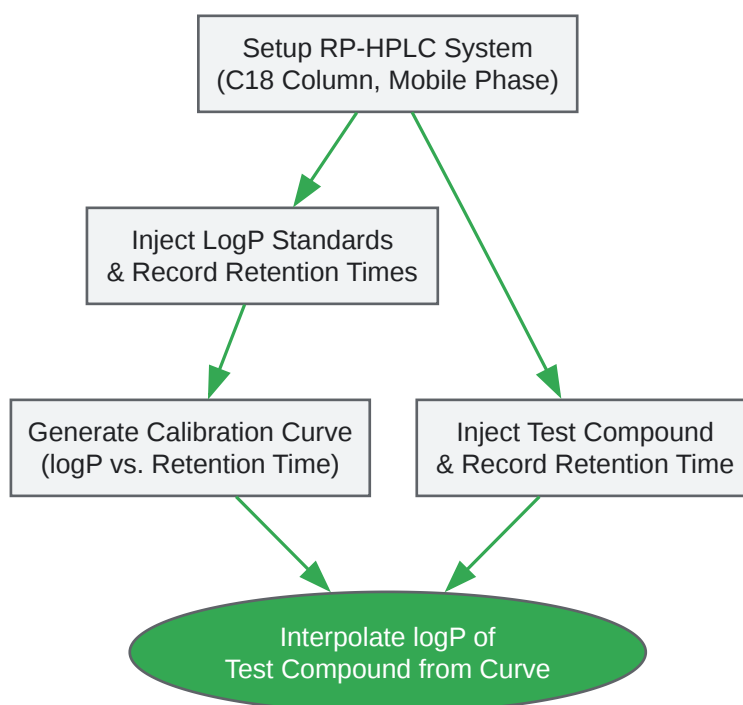 Setup RP-HPLC System
(C18 Column, Mobile Phase)
Inject LogP Standards
& Record Retention Times
Generate Calibration Curve
(logP vs. Retention Time)
Inject Test Compound
& Record Retention Time
Interpolate logP of
Test Compound from Curve